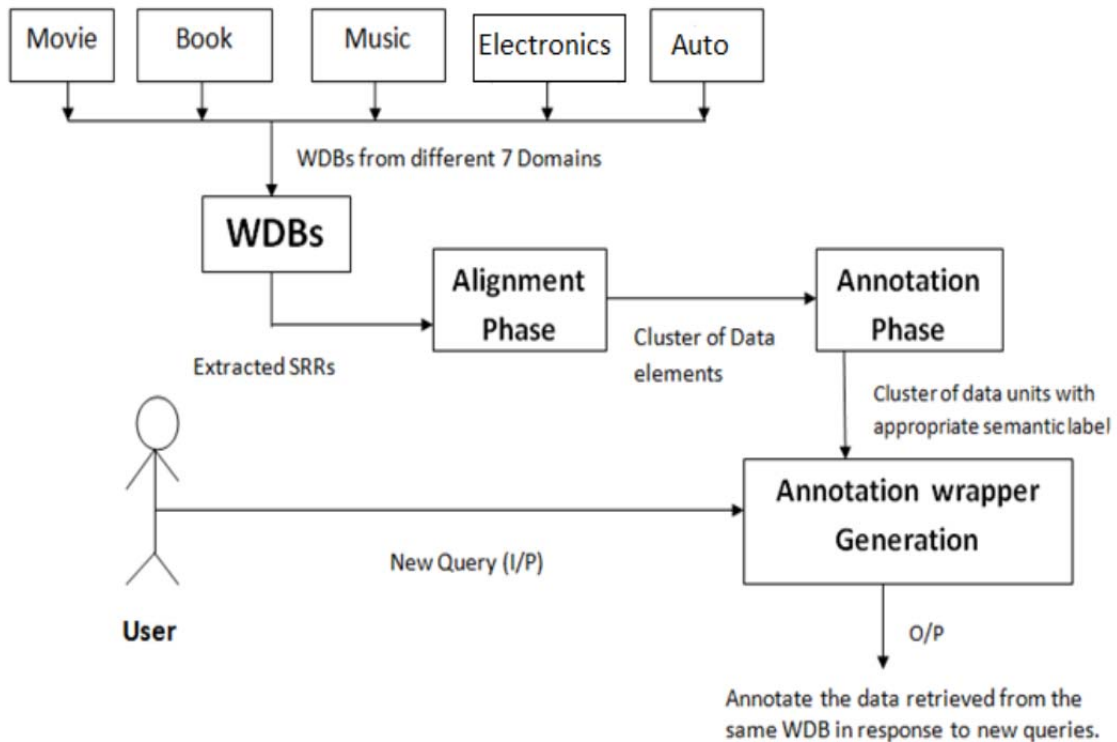 Movie
Book
Music
Electronics
Auto
WDBs from different 7 Domains
WDBs
Alignment
Phase
Annotation
Phase
Cluster of Data
elements
Extracted SRRs
Cluster of data units with
appropriate semantic label
Annotation wrapper
Generation
New Query (I/P)
User
O/P
Annotate the data retrieved from the
same WDB in response to new queries.